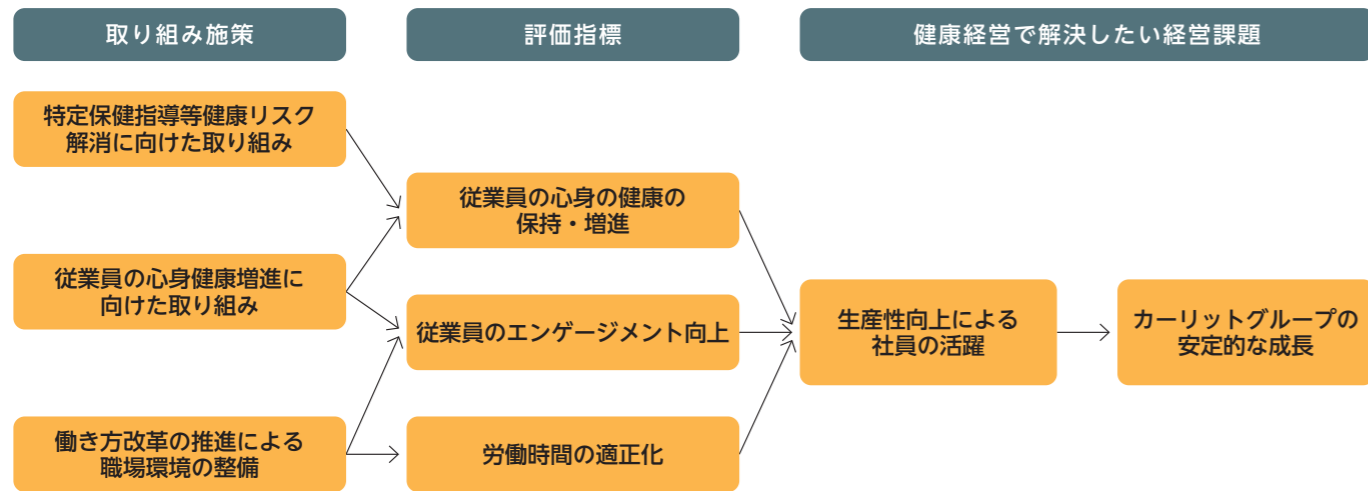 取り組み施策
特定保健指導等健康リスク
解消に向けた取り組み
従業員の心身健康増進に
向けた取り組み
働き方改革の推進による
職場環境の整備
評価指標
従業員の心身の健康の
保持・増進
従業員のエンゲージメント向上
労働時間の適正化
健康経営で解決したい経営課題
生産性向上による
社員の活躍
カーリットグループの
安定的な成長